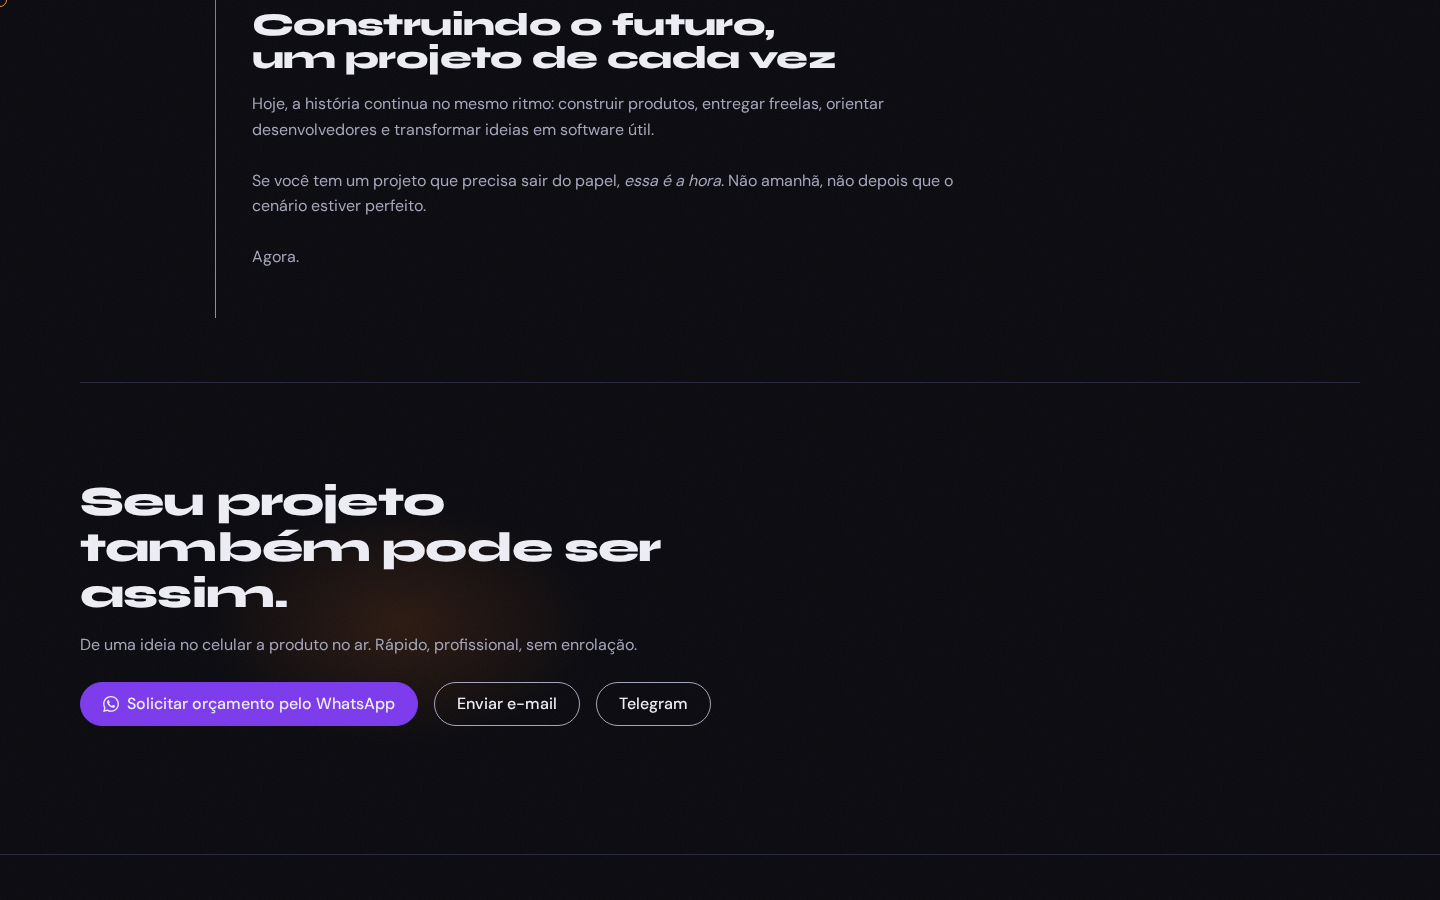 Construindo o futuro,
um projeto de cada vez
Hoje, a história continua no mesmo ritmo: construir produtos, entregar freelas, orientar
desenvolvedores e transformar ideias em software útil.
Se você tem um projeto que precisa sair do papel, essa é a hora. Não amanhã, não depois que o
cenário estiver perfeito.
Agora.
Seu projeto
também pode ser
assim.
De uma ideia no celular a produto no ar. Rápido, profissional, sem enrolação.
Solicitar orçamento pelo WhatsApp
Enviar e-mail
Telegram